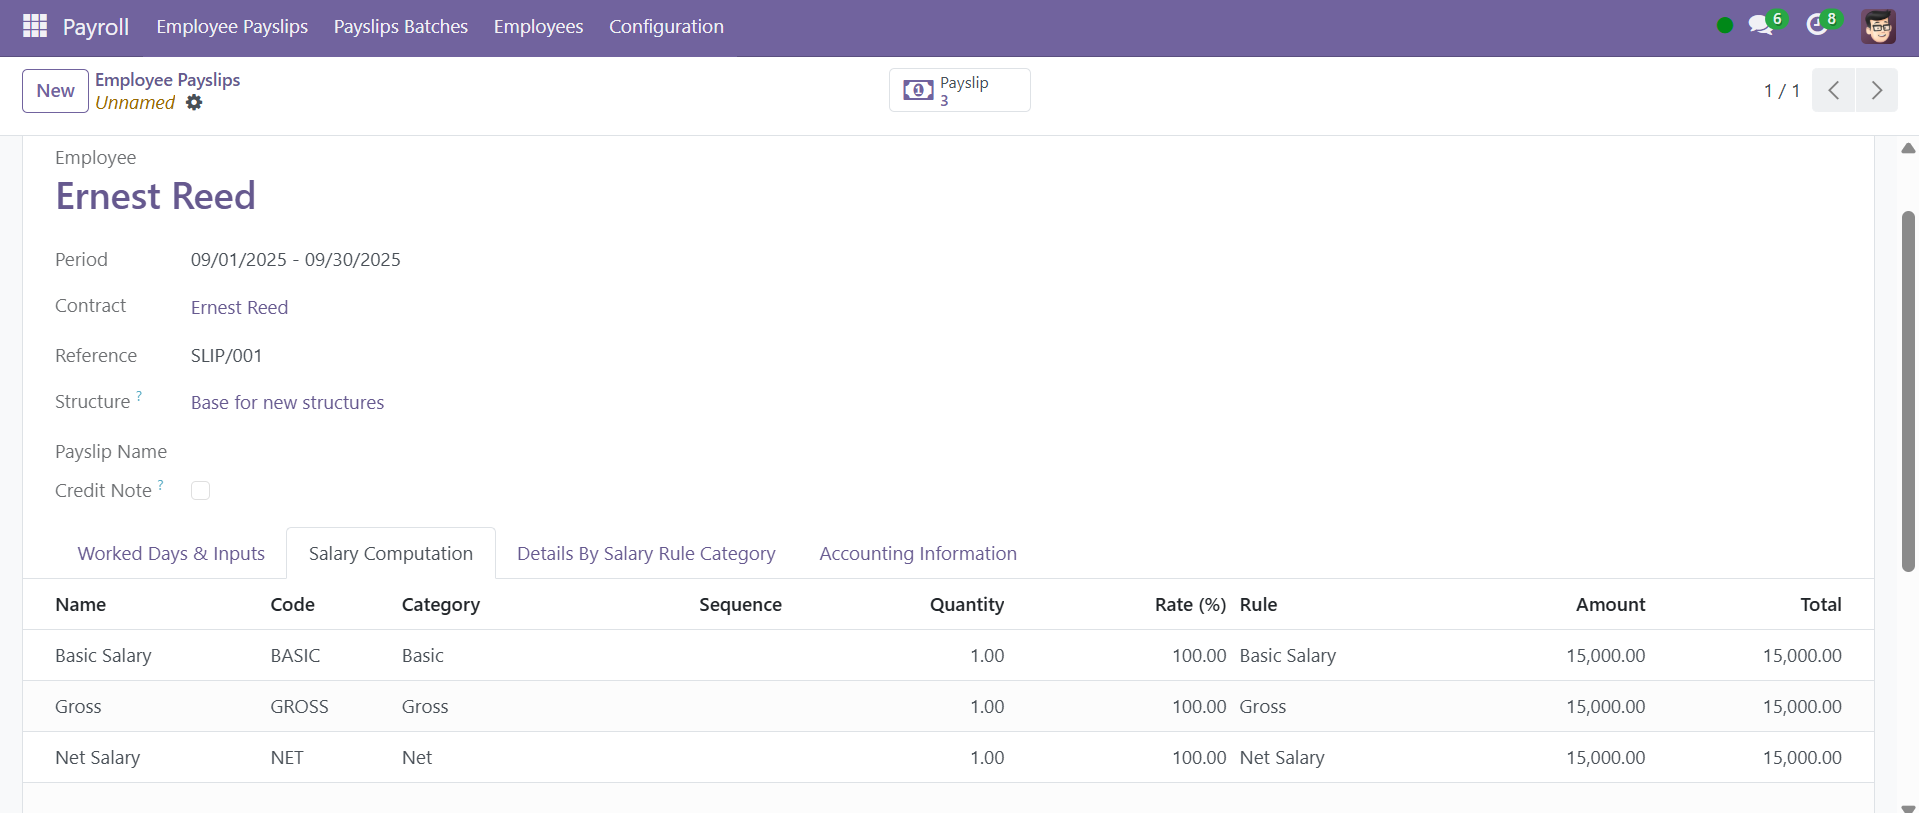 Payroll Employee Payslips Payslips Batches Employees Configuration 6 8
New Employee Payslips Unnamed Payslip 3 1 / 1
Employee
Ernest Reed
Period 09/01/2025 - 09/30/2025
Contract Ernest Reed
Reference SLIP/001
Structure ? Base for new structures
Payslip Name
Credit Note ?
Worked Days & Inputs Salary Computation Details By Salary Rule Category Accounting Information
Name Code Category Sequence Quantity Rate (%) Rule Amount Total
Basic Salary BASIC Basic 1.00 100.00 Basic Salary 15,000.00 15,000.00
Gross GROSS Gross 1.00 100.00 Gross 15,000.00 15,000.00
Net Salary NET Net 1.00 100.00 Net Salary 15,000.00 15,000.00